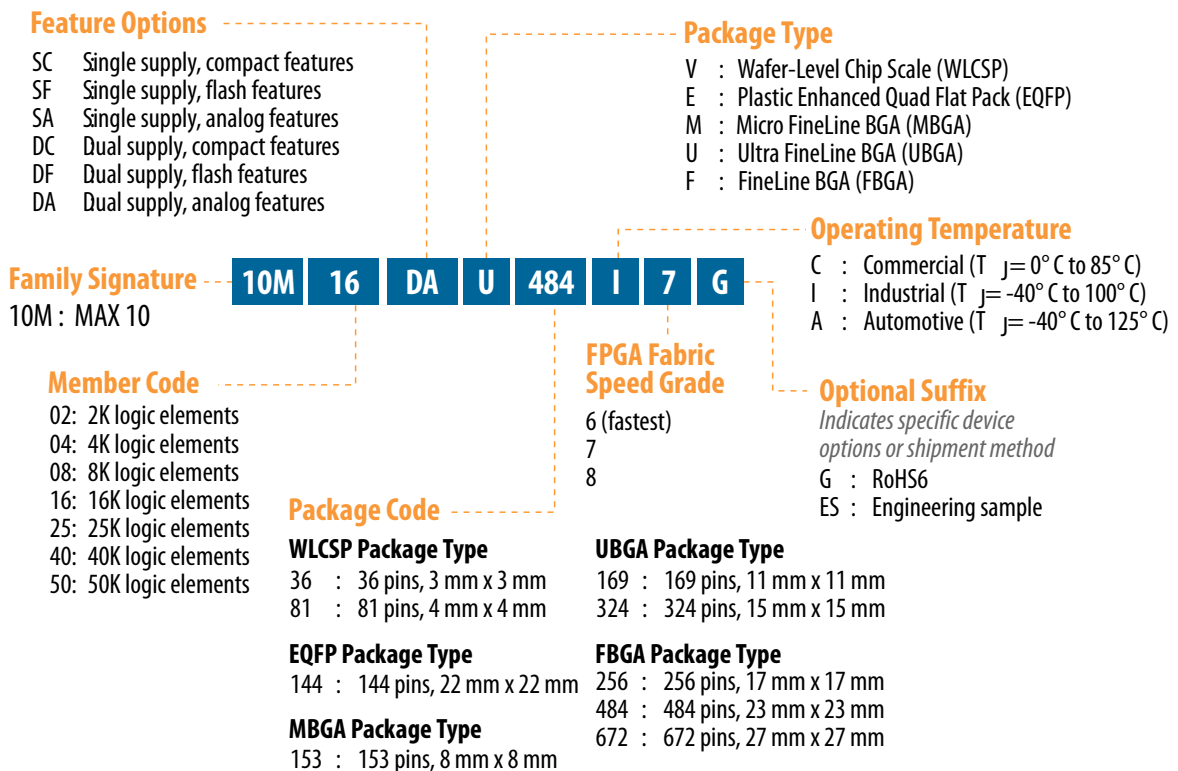 Feature Options
SC Single supply, compact features
SF Single supply, flash features
SA Single supply, analog features
DC Dual supply, compact features
DF Dual supply, flash features
DA Dual supply, analog features
Package Type
V : Wafer-Level Chip Scale (WLCSP)
E : Plastic Enhanced Quad Flat Pack (EQFP)
M : Micro FineLine BGA (MBGA)
U : Ultra FineLine BGA (UBGA)
F : FineLine BGA (FBGA)
Operating Temperature
C : Commercial (T J= 0° C to 85° C)
I : Industrial (T J= -40° C to 100° C)
A : Automotive (T J= -40° C to 125° C)
Family Signature
10M : MAX 10
10M 16 DA U 484 I 7 G
Member Code
02: 2K logic elements
04: 4K logic elements
08: 8K logic elements
16: 16K logic elements
25: 25K logic elements
40: 40K logic elements
50: 50K logic elements
FPGA Fabric
Speed Grade
6 (fastest)
7
8
Optional Suffix
Indicates specific device
options or shipment method
G : RoHS6
ES : Engineering sample
Package Code
WLCSP Package Type
36 : 36 pins, 3 mm x 3 mm
81 : 81 pins, 4 mm x 4 mm
EQFP Package Type
144 : 144 pins, 22 mm x 22 mm
MBGA Package Type
153 : 153 pins, 8 mm x 8 mm
UBGA Package Type
169 : 169 pins, 11 mm x 11 mm
324 : 324 pins, 15 mm x 15 mm
FBGA Package Type
256 : 256 pins, 17 mm x 17 mm
484 : 484 pins, 23 mm x 23 mm
672 : 672 pins, 27 mm x 27 mm